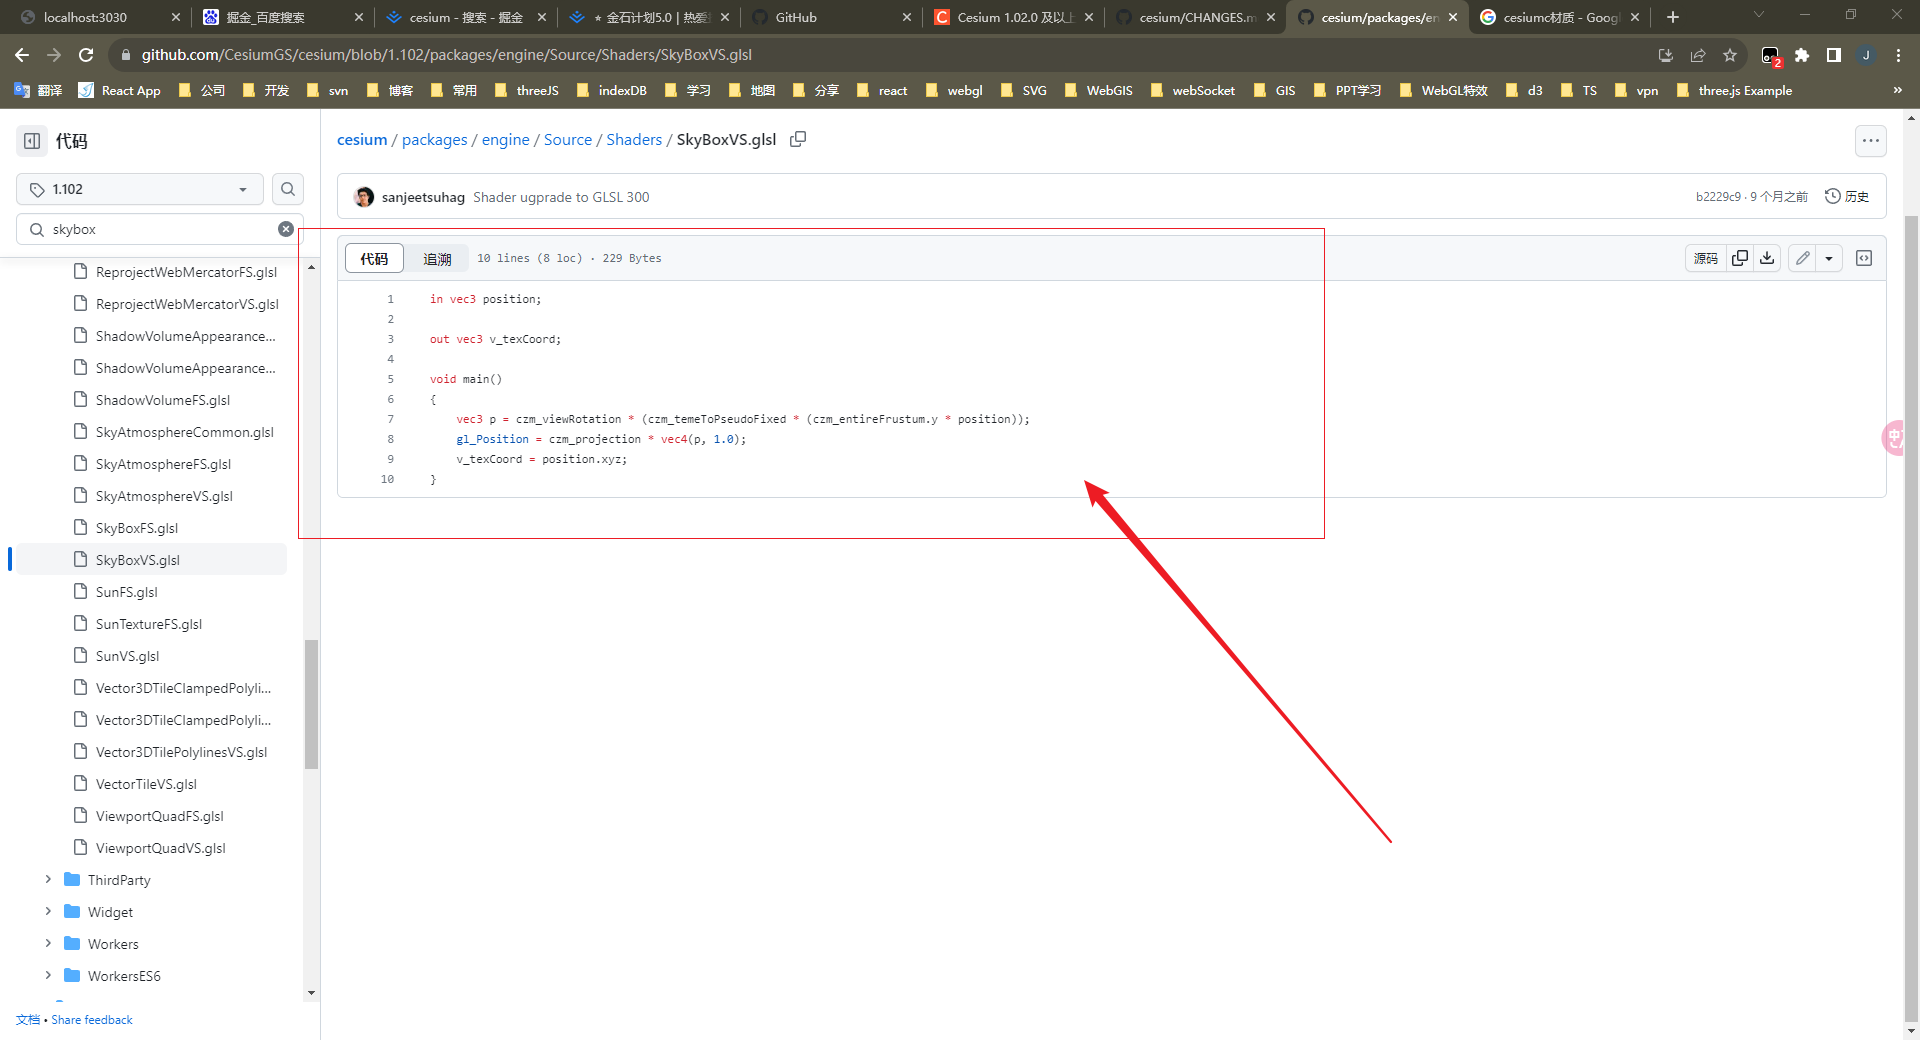 localhost:3030
掘金_百度搜索
cesium - 搜索 - 掘金
⭐ 金石计划5.0 | 热爱
GitHub
Cesium 1.02.0 及以上
cesium/CHANGES.m
cesium/packages/en
cesiumc材质 - Googl
github.com/CesiumGS/cesium/blob/1.102/packages/engine/Source/Shaders/SkyBoxVS.glsl
2
J
翻译
React App
公司
开发
svn
博客
常用
threeJS
indexDB
学习
地图
分享
react
webgl
SVG
WebGIS
webSocket
GIS
PPT学习
WebGL特效
d3
TS
vpn
three.js Example
»
代码
1.102
skybox
ReprojectWebMercatorFS.glsl
ReprojectWebMercatorVS.glsl
ShadowVolumeAppearance...
ShadowVolumeAppearance...
ShadowVolumeFS.glsl
SkyAtmosphereCommon.glsl
SkyAtmosphereFS.glsl
SkyAtmosphereVS.glsl
SkyBoxFS.glsl
SkyBoxVS.glsl
SunFS.glsl
SunTextureFS.glsl
SunVS.glsl
Vector3DTileClampedPolyli...
Vector3DTileClampedPolyli...
Vector3DTilePolylinesVS.glsl
VectorTileVS.glsl
ViewportQuadFS.glsl
ViewportQuadVS.glsl
ThirdParty
Widget
Workers
WorkersES6
文档 • Share feedback
cesium / packages / engine / Source / Shaders / SkyBoxVS.glsl
sanjeetsuhag Shader ugprade to GLSL 300
b2229c9 · 9 个月之前
历史
代码
追溯
10 lines (8 loc) · 229 Bytes
源码
1 in vec3 position;
2
3 out vec3 v_texCoord;
4
5 void main()
6 {
7 vec3 p = czm_viewRotation * (czm_temeToPseudoFixed * (czm_entireFrustum.y * position));
8 gl_Position = czm_projection * vec4(p, 1.0);
9 v_texCoord = position.xyz;
10 }